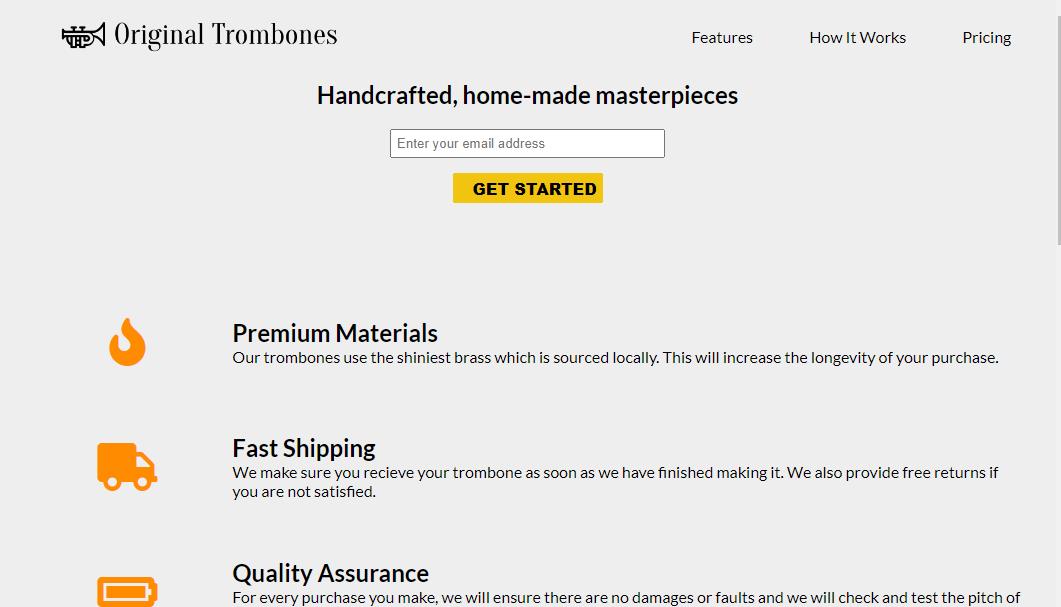 Original Trombones
Features
How It Works
Pricing
Handcrafted, home-made masterpieces
Enter your email address
GET STARTED
Premium Materials
Our trombones use the shiniest brass which is sourced locally. This will increase the longevity of your purchase.
Fast Shipping
We make sure you recieve your trombone as soon as we have finished making it. We also provide free returns if
you are not satisfied.
Quality Assurance
For every purchase you make, we will ensure there are no damages or faults and we will check and test the pitch of